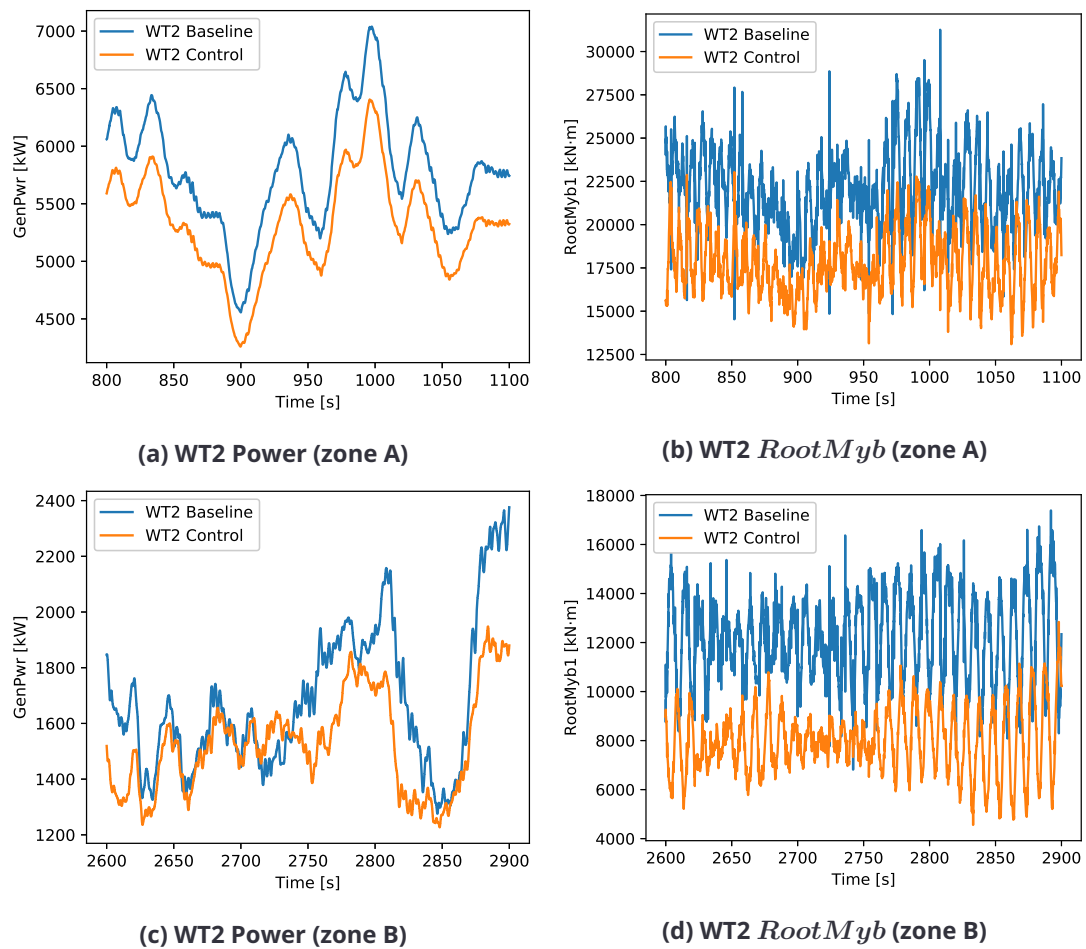 7000
6500
6000
5500
5000
4500
GenPwr [kW]
WT2 Baseline
WT2 Control
800 850 900 950 1000 1050 1100
Time [s]
(a) WT2 Power (zone A)
30000
27500
25000
22500
20000
17500
15000
12500
RootMyb1 [kN·m]
WT2 Baseline
WT2 Control
800 850 900 950 1000 1050 1100
Time [s]
(b) WT2 RootMyb (zone A)
2400
2200
2000
1800
1600
1400
1200
GenPwr [kW]
WT2 Baseline
WT2 Control
2600 2650 2700 2750 2800 2850 2900
Time [s]
(c) WT2 Power (zone B)
18000
16000
14000
12000
10000
8000
6000
4000
RootMyb1 [kN·m]
WT2 Baseline
WT2 Control
2600 2650 2700 2750 2800 2850 2900
Time [s]
(d) WT2 RootMyb (zone B)